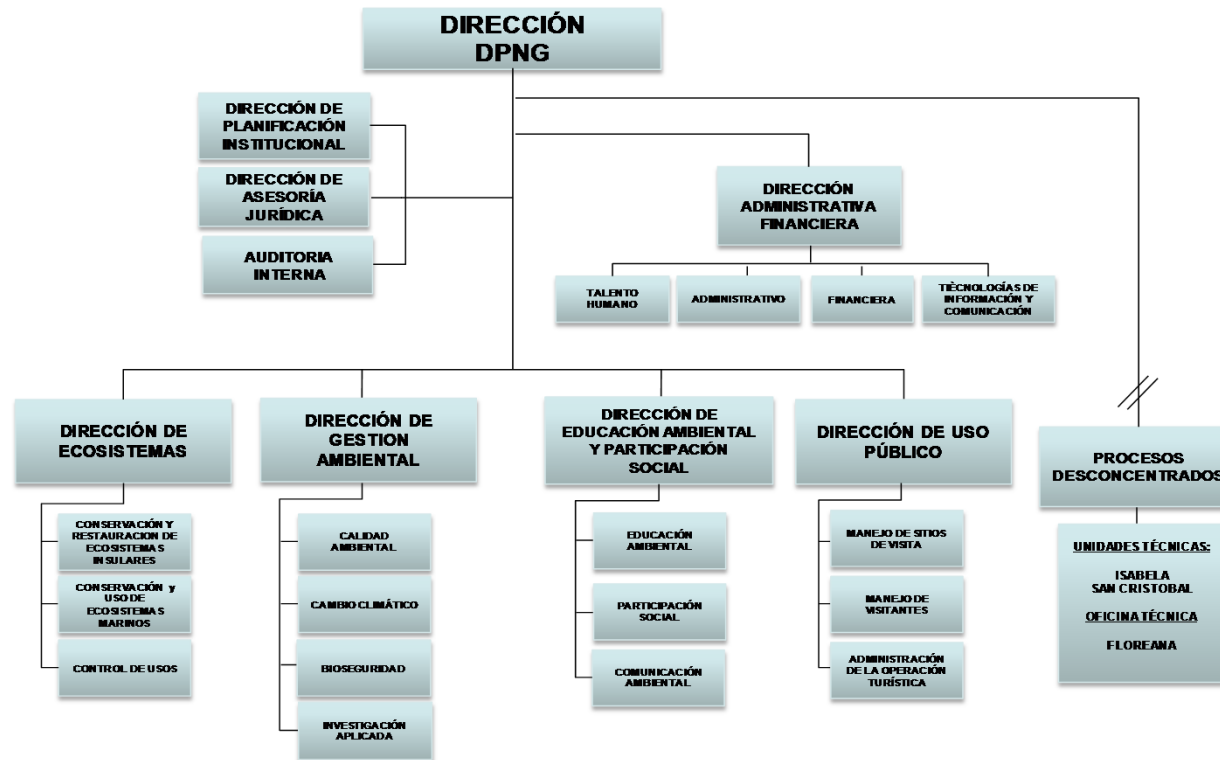 DIRECCIÓN
DPNG
DIRECCIÓN DE
PLANIFICACIÓN
INSTITUCIONAL
DIRECCIÓN DE
ASESORÍA
JURÍDICA
AUDITORIA
INTERNA
DIRECCIÓN
ADMINISTRATIVA
FINANCIERA
TALENTO
HUMANO
ADMINISTRATIVO
FINANCIERA
TÈCNOLOGÍAS DE
INFORMACIÓN Y
COMUNICACIÓN
DIRECCIÓN DE
ECOSISTEMAS
CONSERVACIÓN Y
RESTAURACION DE
ECOSISTEMAS
INSULARES
CONSERVACIÓN y
USO DE
ECOSISTEMAS
MARINOS
CONTROL DE USOS
DIRECCIÓN DE
GESTION
AMBIENTAL
CALIDAD
AMBIENTAL
CAMBIO CLIMÁTICO
BIOSEGURIDAD
INVESTIGACIÓN
APLICADA
DIRECCIÓN DE
EDUCACIÓN AMBIENTAL
Y PARTICIPACIÓN
SOCIAL
EDUCACIÓN
AMBIENTAL
PARTICIPACIÓN
SOCIAL
COMUNICACIÓN
AMBIENTAL
DIRECCIÓN DE USO
PÚBLICO
MANEJO DE SITIOS
DE VISITA
MANEJO DE
VISITANTES
ADMINISTRACIÓN
DE LA OPERACIÓN
TURÍSTICA
PROCESOS
DESCONCENTRADOS
UNIDADES TÉCNICAS:
ISABELA
SAN CRISTOBAL
OFICINA TÉCNICA
FLOREANA